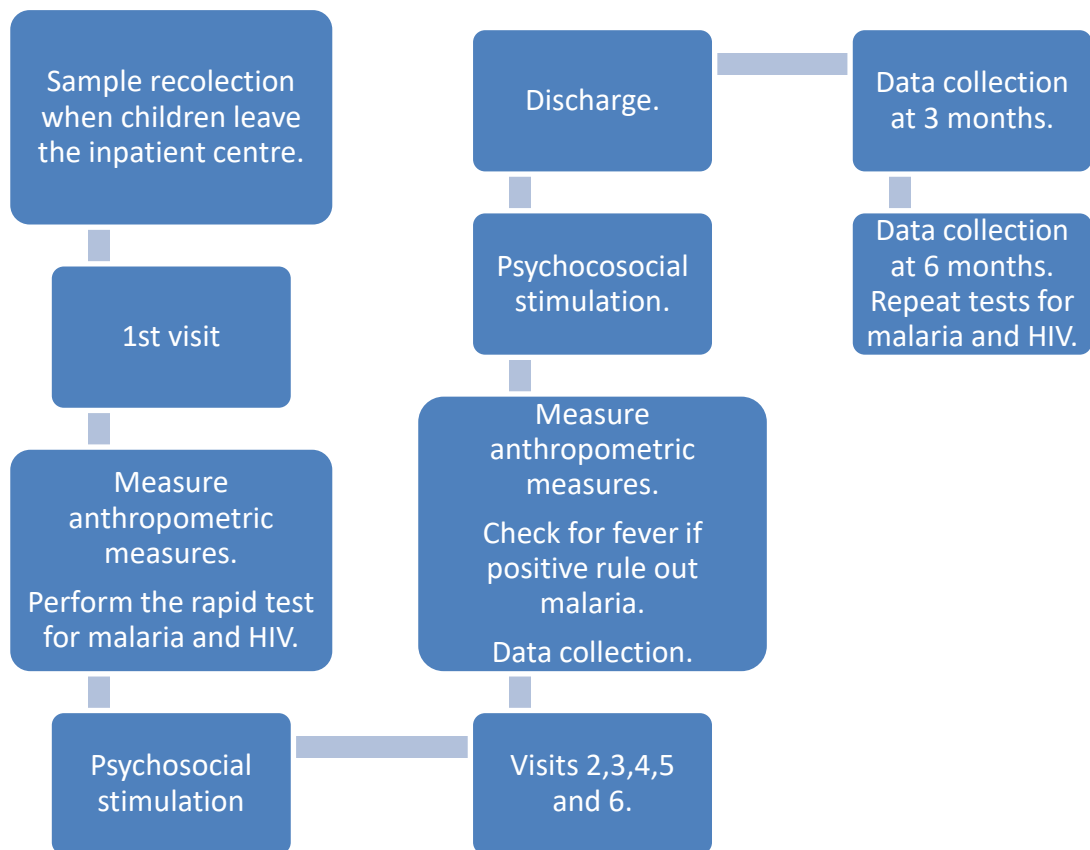 Sample recolection
when children leave
the inpatient centre.
1st visit
Measure
anthropometric
measures.
Perform the rapid test
for malaria and HIV.
Psychosocial
stimulation
Visits 2,3,4,5
and 6.
Measure
anthropometric
measures.
Check for fever if
positive rule out
malaria.
Data collection.
Psychocosocial
stimulation.
Discharge.
Data collection
at 3 months.
Data collection
at 6 months.
Repeat tests for
malaria and HIV.